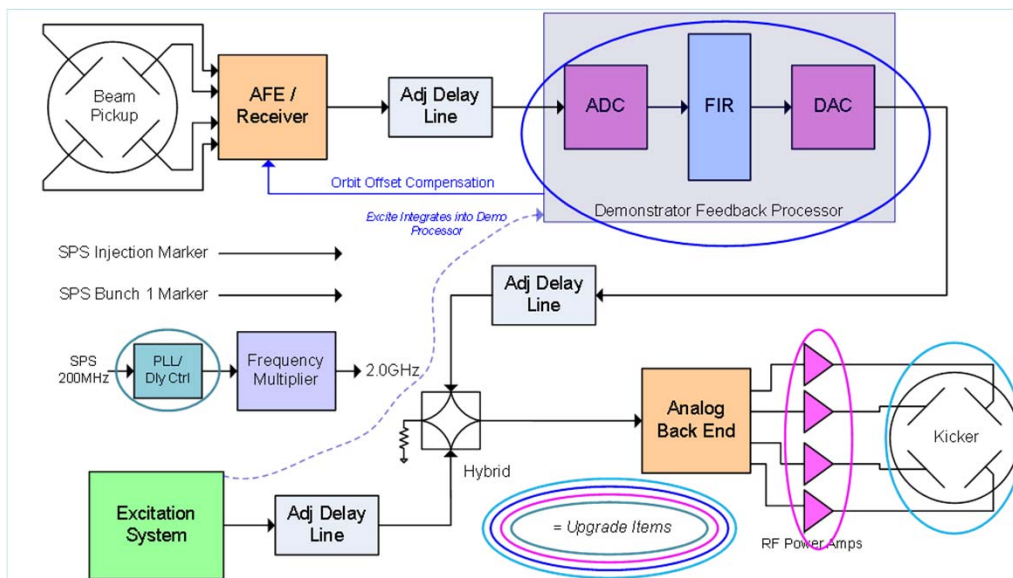 Beam
Pickup
AFE /
Receiver
Adj Delay
Line
ADC
FIR
DAC
Orbit Offset Compensation
Excite Integrates into Demo
Processor
Demonstrator Feedback Processor
SPS Injection Marker
SPS Bunch 1 Marker
SPS
200MHz
PLL/
Dly Ctrl
Frequency
Multiplier
2.0GHz
Adj Delay
Line
Hybrid
Analog
Back End
Kicker
RF Power Amps
Excitation
System
Adj Delay
Line
= Upgrade Items